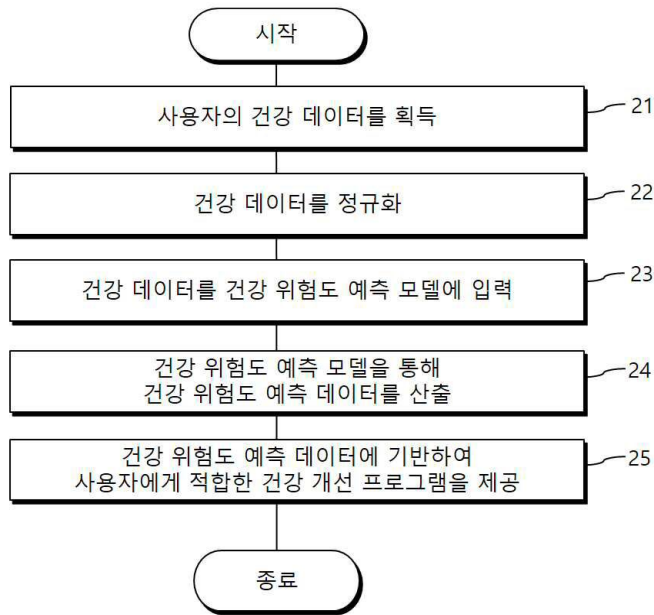 시작
사용자의 건강 데이터를 획득
21
건강 데이터를 정규화
22
건강 데이터를 건강 위험도 예측 모델에 입력
23
건강 위험도 예측 모델을 통해
건강 위험도 예측 데이터를 산출
24
건강 위험도 예측 데이터에 기반하여
사용자에게 적합한 건강 개선 프로그램을 제공
25
종료